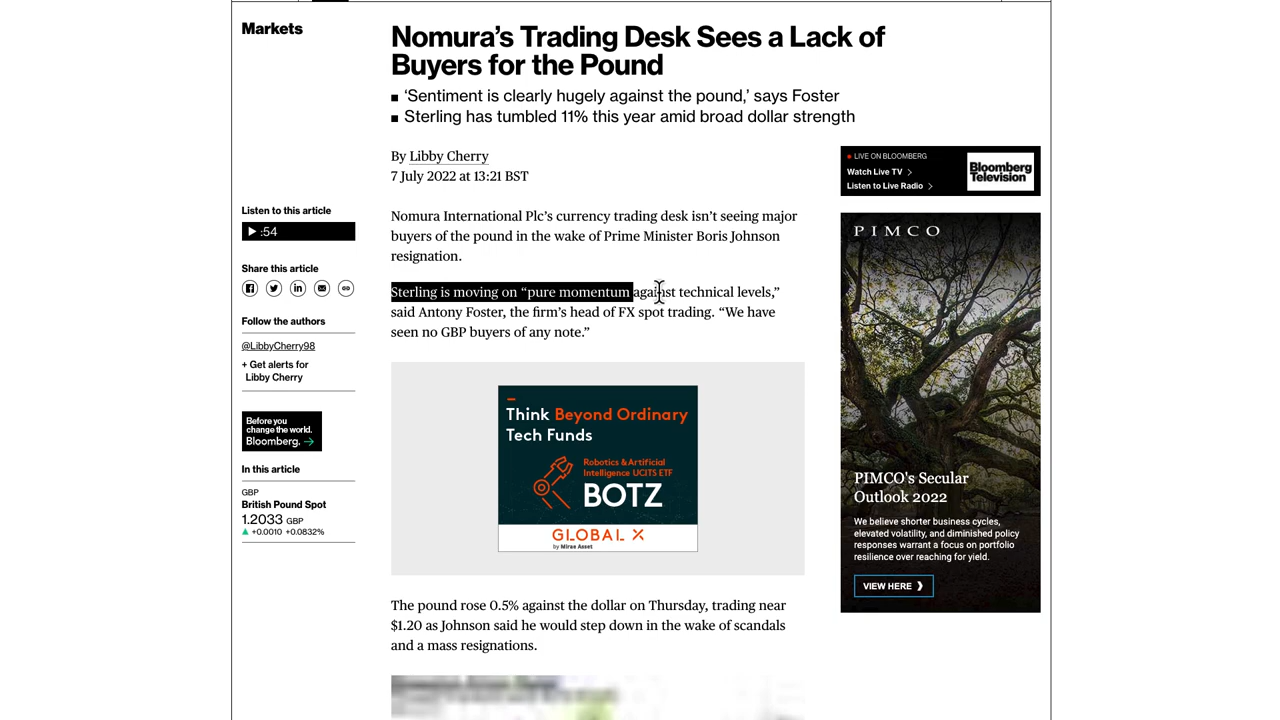 Markets
Nomura’s Trading Desk Sees a Lack of
Buyers for the Pound
‘Sentiment is clearly hugely against the pound,’ says Foster
Sterling has tumbled 11% this year amid broad dollar strength
By Libby Cherry
7 July 2022 at 13:21 BST
Listen to this article
:54
Share this article
Follow the authors
@LibbyCherry98
+ Get alerts for
Libby Cherry
Before you
change the world.
Bloomberg.
In this article
GBP
British Pound Spot
1.2033 GBP
+0.0010 +0.0832%
Nomura International Plc’s currency trading desk isn’t seeing major
buyers of the pound in the wake of Prime Minister Boris Johnson
resignation.
Sterling is moving on “pure momentum against technical levels,”
said Antony Foster, the firm’s head of FX spot trading. “We have
seen no GBP buyers of any note.”
Think Beyond Ordinary
Tech Funds
Robotics & Artificial
Intelligence UCITS ETF
BOTZ
GLOBAL X
by Mirae Asset
The pound rose 0.5% against the dollar on Thursday, trading near
$1.20 as Johnson said he would step down in the wake of scandals
and a mass resignations.
LIVE ON BLOOMBERG
Watch Live TV
Listen to Live Radio
Bloomberg
Television
PIMCO
PIMCO's Secular
Outlook 2022
We believe shorter business cycles,
elevated volatility, and diminished policy
responses warrant a focus on portfolio
resilience over reaching for yield.
VIEW HERE